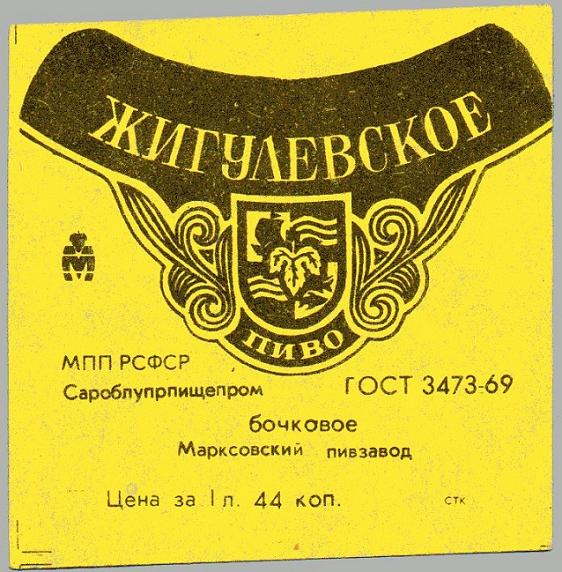 ЖИГУЛЕВСКОЕ
ПИВО
М
МПП РСФСР
Сароблупрпищепром
ГОСТ 3473-69
бочковое
Марксовский пивзавод
Цена за 1 л. 44 коп.
стк